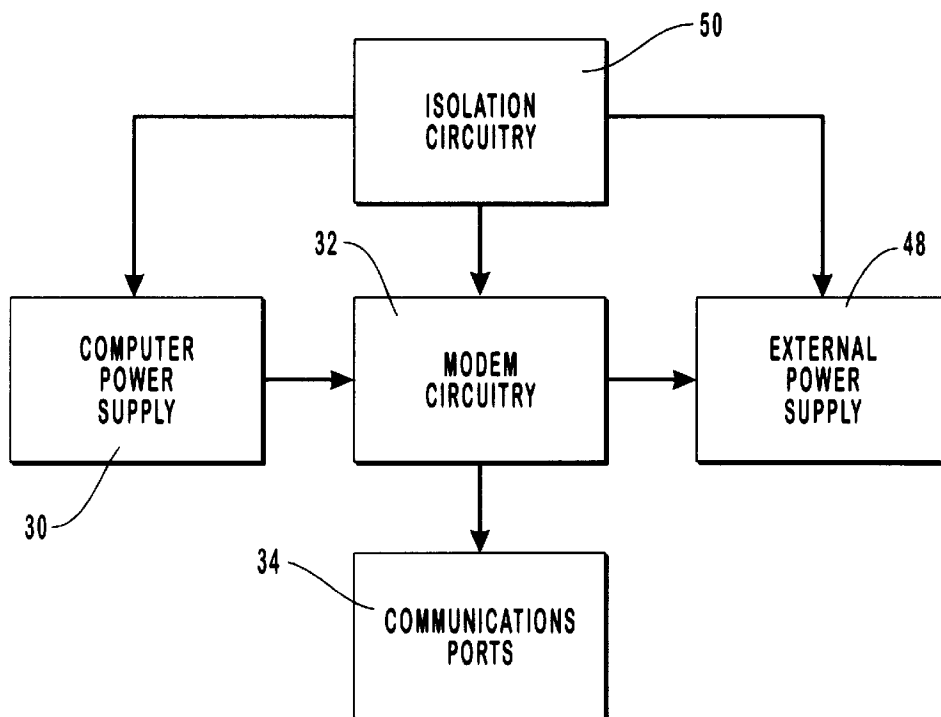 50
ISOLATION
CIRCUITRY
32
48
COMPUTER
POWER
SUPPLY
MODEM
CIRCUITRY
EXTERNAL
POWER
SUPPLY
30
34
COMMUNICATIONS
PORTS